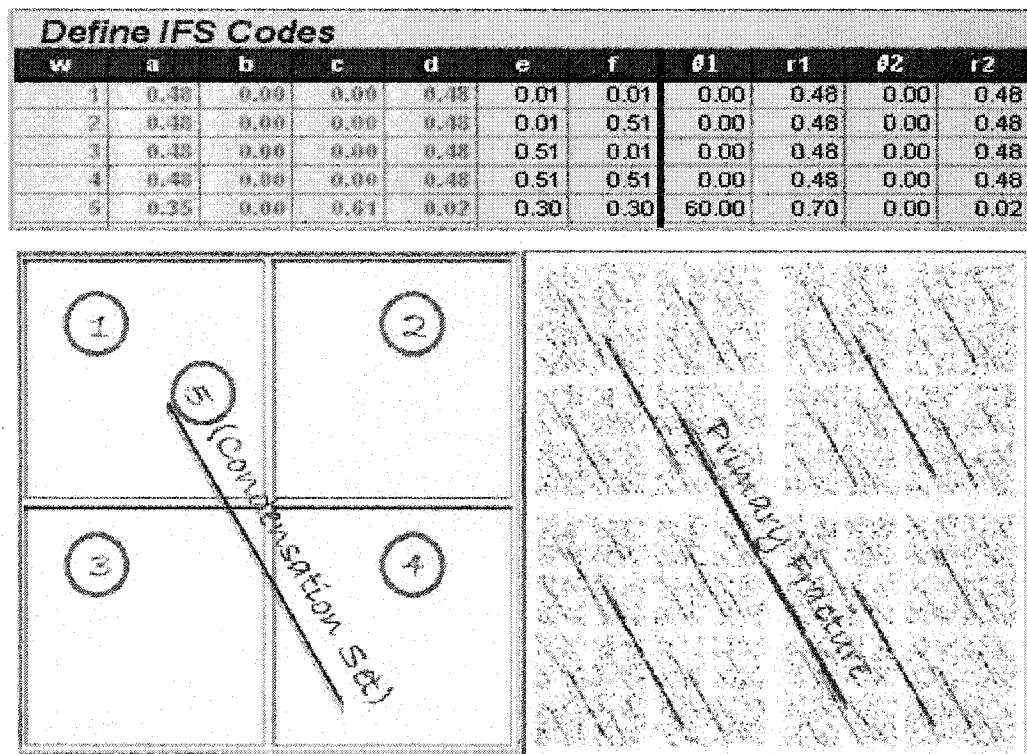 Define IFS Codes
w a b c d e f θ1 r1 θ2 r2
1 0.48 0.00 0.00 0.48 0.01 0.01 0.00 0.48 0.00 0.48
2 0.48 0.00 0.00 0.48 0.01 0.51 0.00 0.48 0.00 0.48
3 0.48 0.00 0.00 0.48 0.51 0.01 0.00 0.48 0.00 0.48
4 0.48 0.00 0.00 0.48 0.51 0.51 0.00 0.48 0.00 0.48
5 0.35 0.00 0.61 0.02 0.30 0.30 60.00 0.70 0.00 0.02
1
2
5
(Condensation Set)
3
4
Primary Fracture